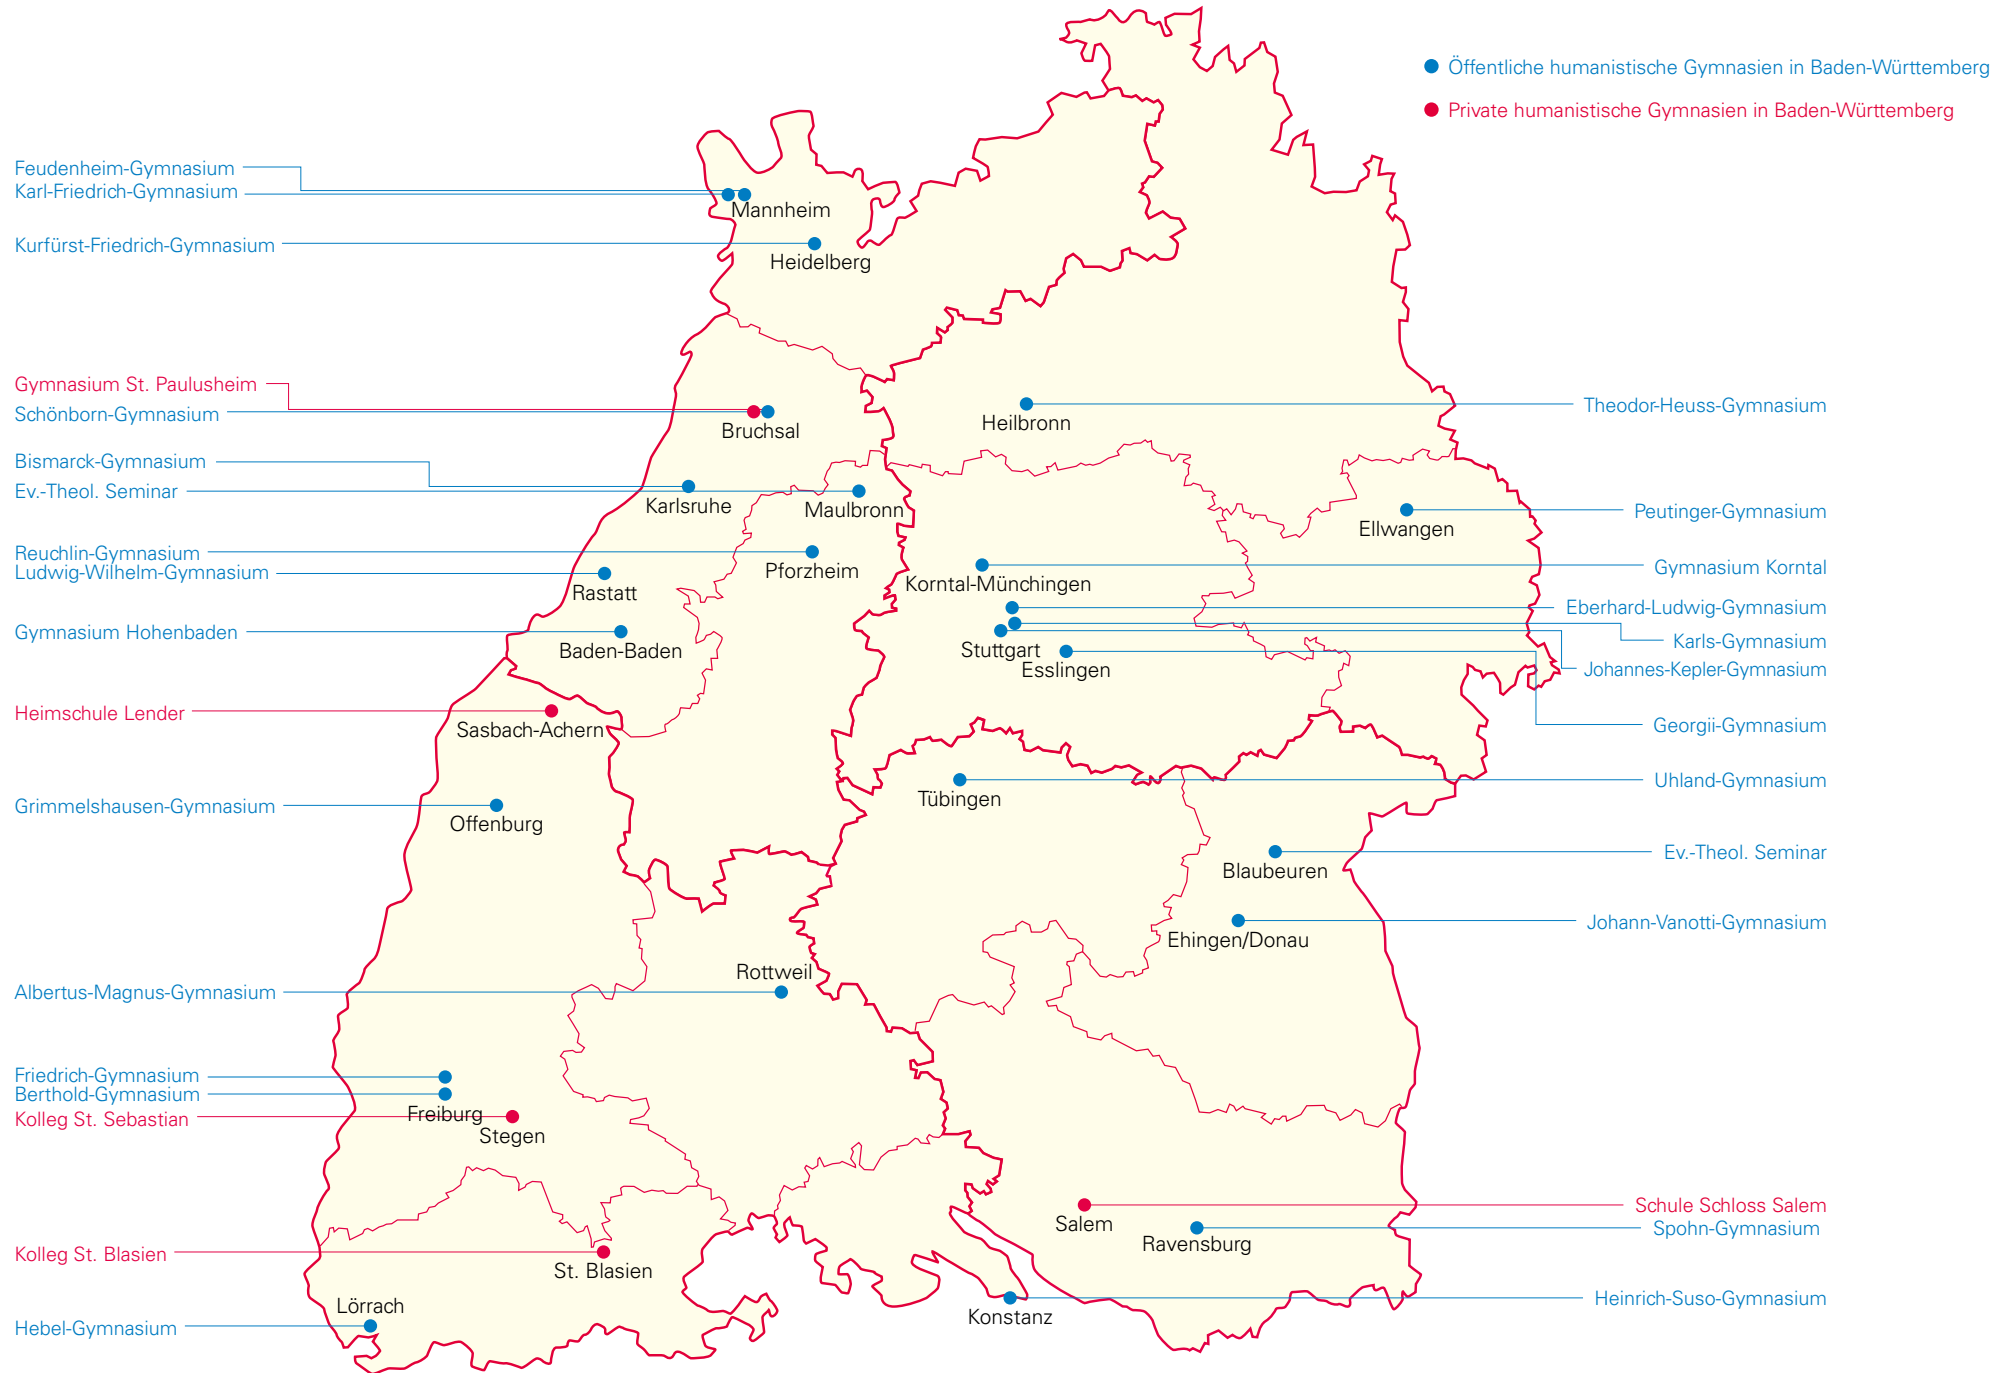 Öffentliche humanistische Gymnasien in Baden-Württemberg
Private humanistische Gymnasien in Baden-Württemberg
Feudenheim-Gymnasium
Karl-Friedrich-Gymnasium
Mannheim
Kurfürst-Friedrich-Gymnasium
Heidelberg
Gymnasium St. Paulusheim
Schönborn-Gymnasium
Bruchsal
Bismarck-Gymnasium
Ev.-Theol. Seminar
Karlsruhe
Maulbronn
Reuchlin-Gymnasium
Ludwig-Wilhelm-Gymnasium
Pforzheim
Rastatt
Gymnasium Hohenbaden
Baden-Baden
Heimschule Lender
Sasbach-Achern
Grimmelshausen-Gymnasium
Offenburg
Rottweil
Albertus-Magnus-Gymnasium
Friedrich-Gymnasium
Berthold-Gymnasium
Kolleg St. Sebastian
Freiburg
Stegen
Kolleg St. Blasien
St. Blasien
Lörrach
Hebel-Gymnasium
Heilbronn
Theodor-Heuss-Gymnasium
Peutinger-Gymnasium
Ellwangen
Gymnasium Korntal
Korntal-Münchingen
Eberhard-Ludwig-Gymnasium
Karls-Gymnasium
Johannes-Kepler-Gymnasium
Stuttgart
Esslingen
Georgii-Gymnasium
Uhland-Gymnasium
Tübingen
Ev.-Theol. Seminar
Blaubeuren
Johann-Vanotti-Gymnasium
Ehingen/Donau
Schule Schloss Salem
Salem
Spohn-Gymnasium
Ravensburg
Heinrich-Suso-Gymnasium
Konstanz